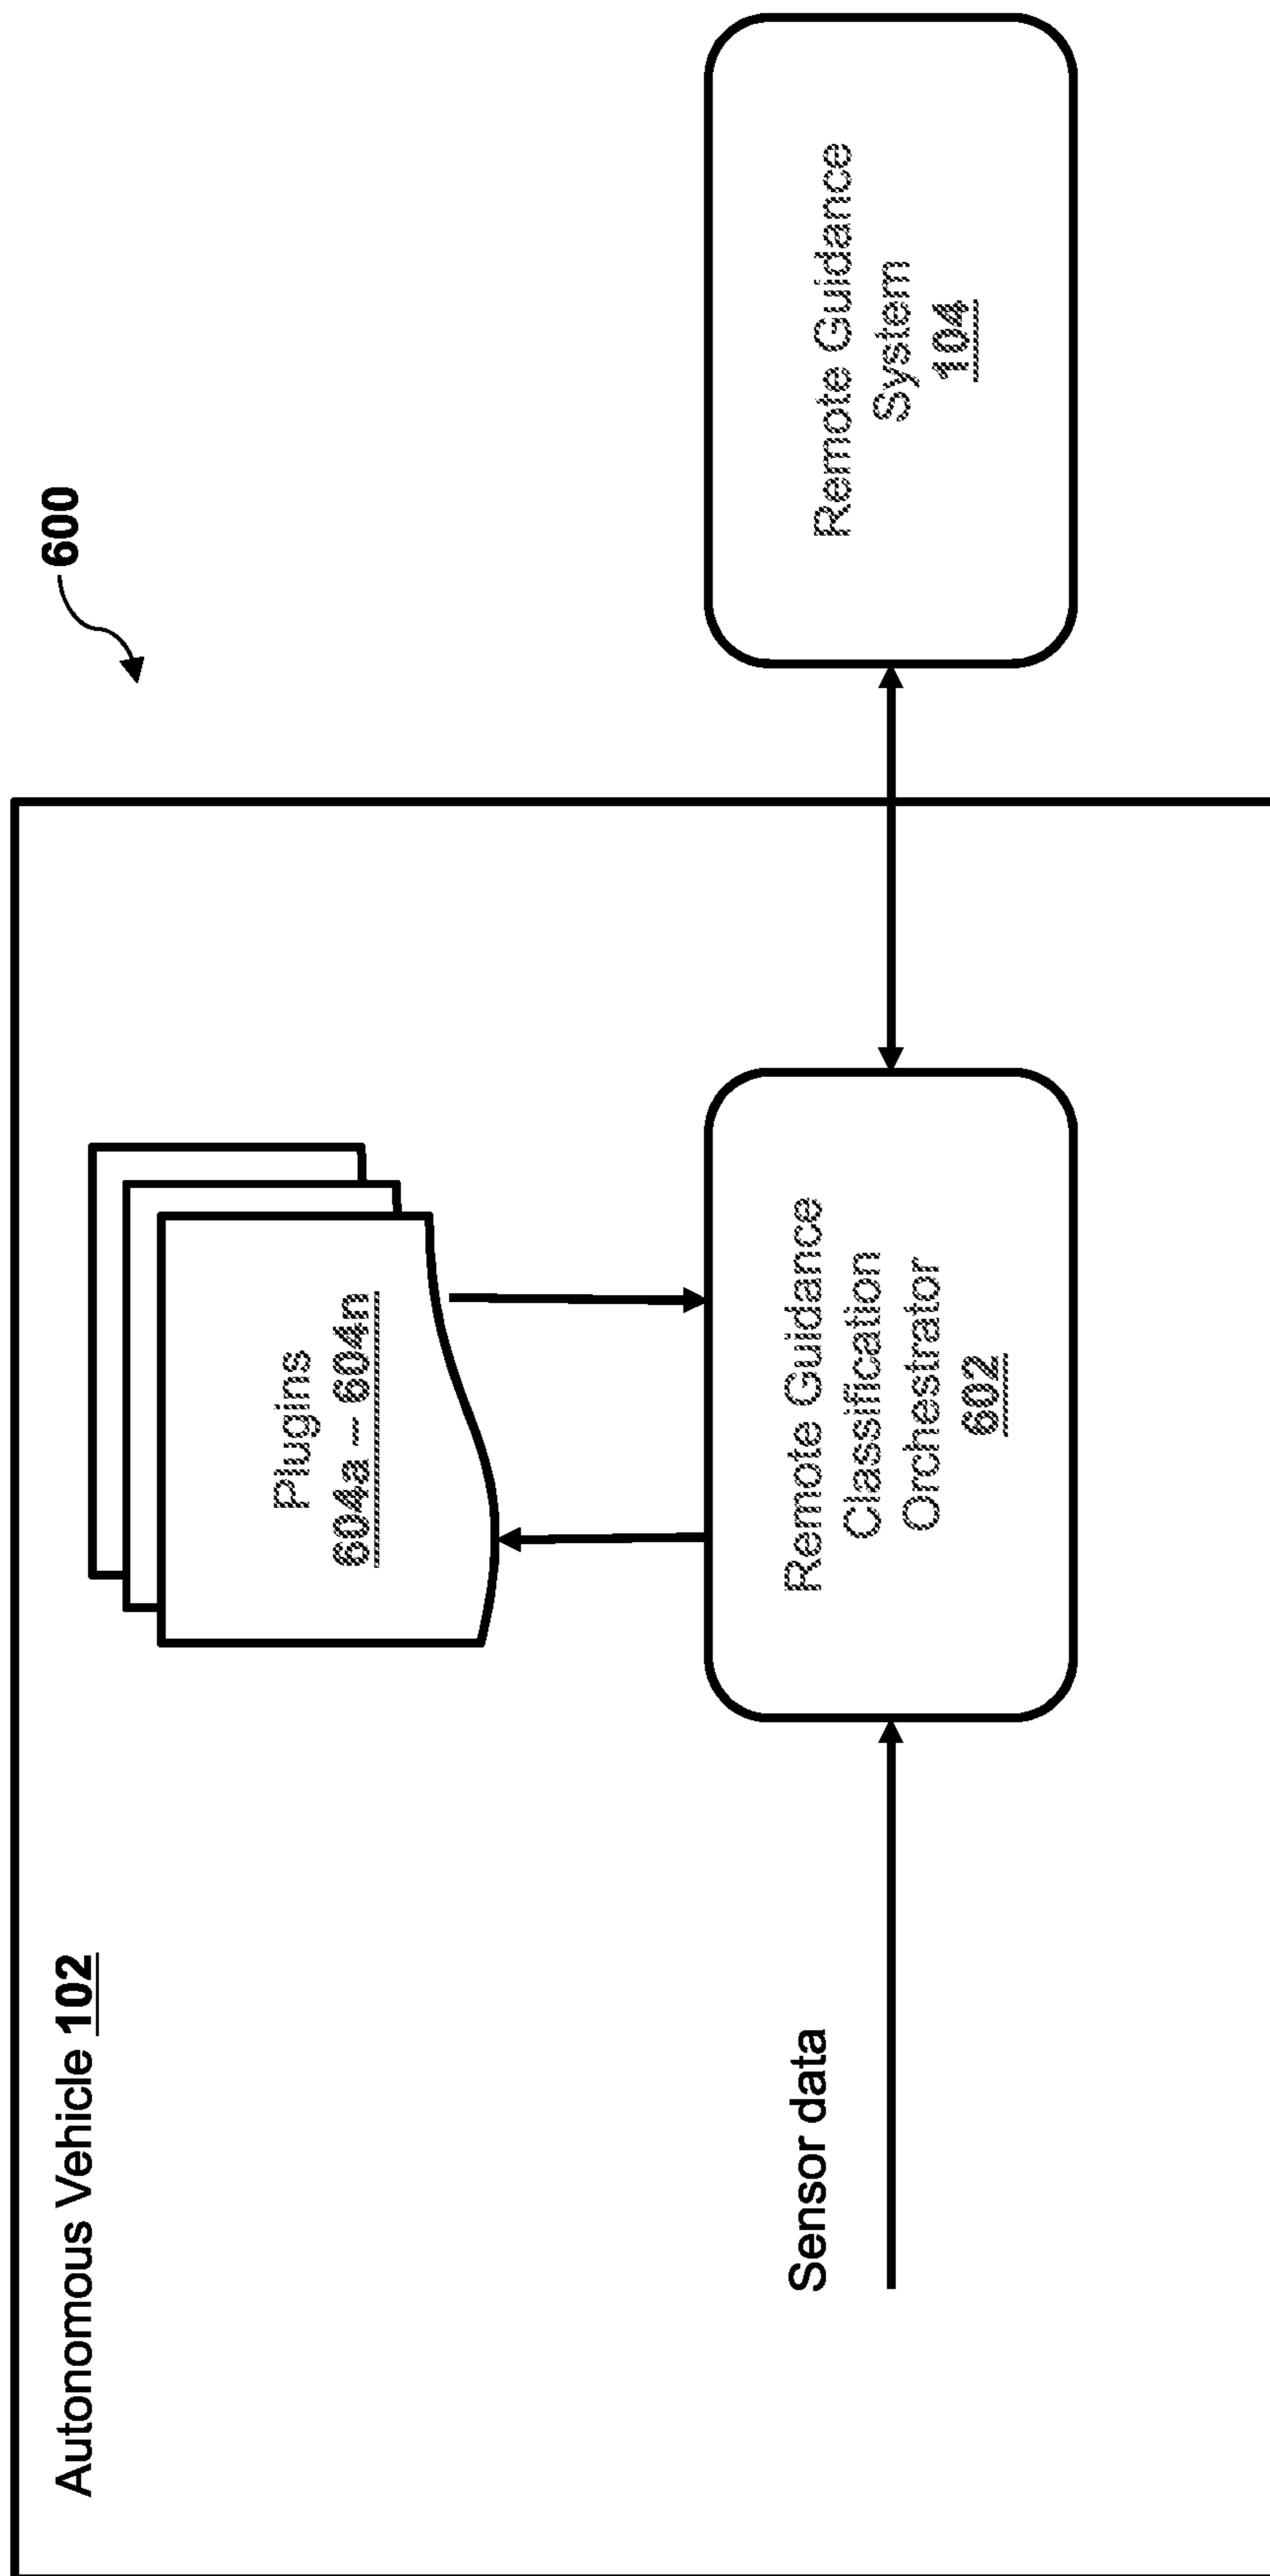 600
Autonomous Vehicle 102
Plugins
604a – 604n
Sensor data
Remote Guidance
Classification
Orchestrator
602
Remote Guidance
System
104